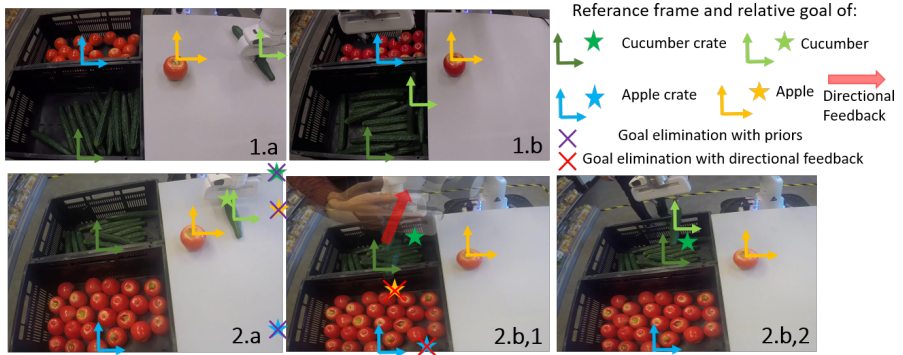 Referance frame and relative goal of:
Cucumber crate
Cucumber
Apple crate
Apple
Directional
Feedback
Goal elimination with priors
Goal elimination with directional feedback
1.a
1.b
2.a
2.b,1
2.b,2